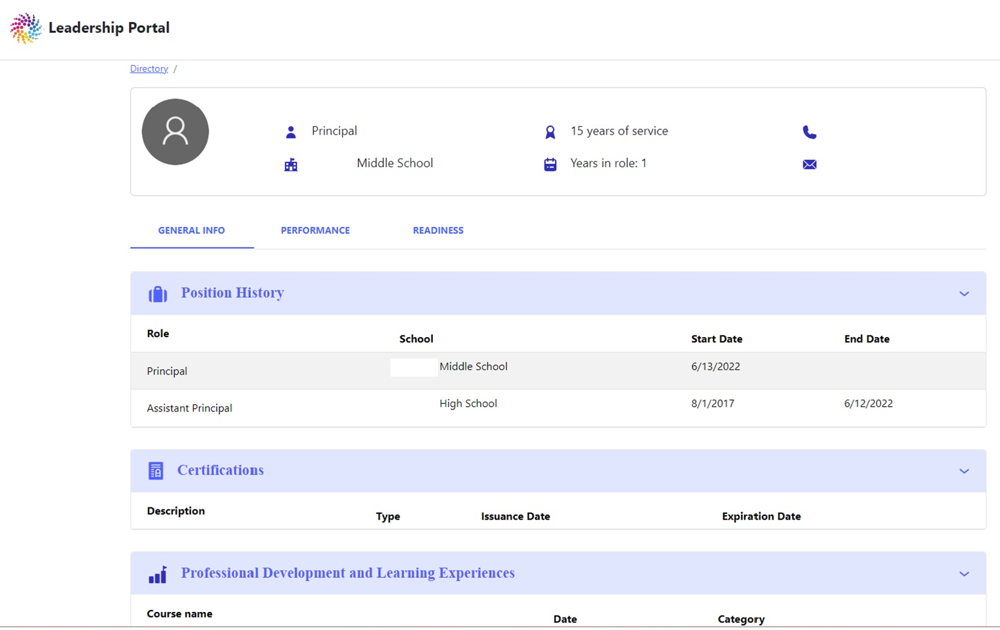 Leadership Portal
Directory /
Principal
15 years of service
Middle School
Years in role: 1
GENERAL INFO PERFORMANCE READINESS
Position History
Role School Start Date End Date
Principal Middle School 6/13/2022
Assistant Principal High School 8/1/2017 6/12/2022
Certifications
Description Type Issuance Date Expiration Date
Professional Development and Learning Experiences
Course name Date Category